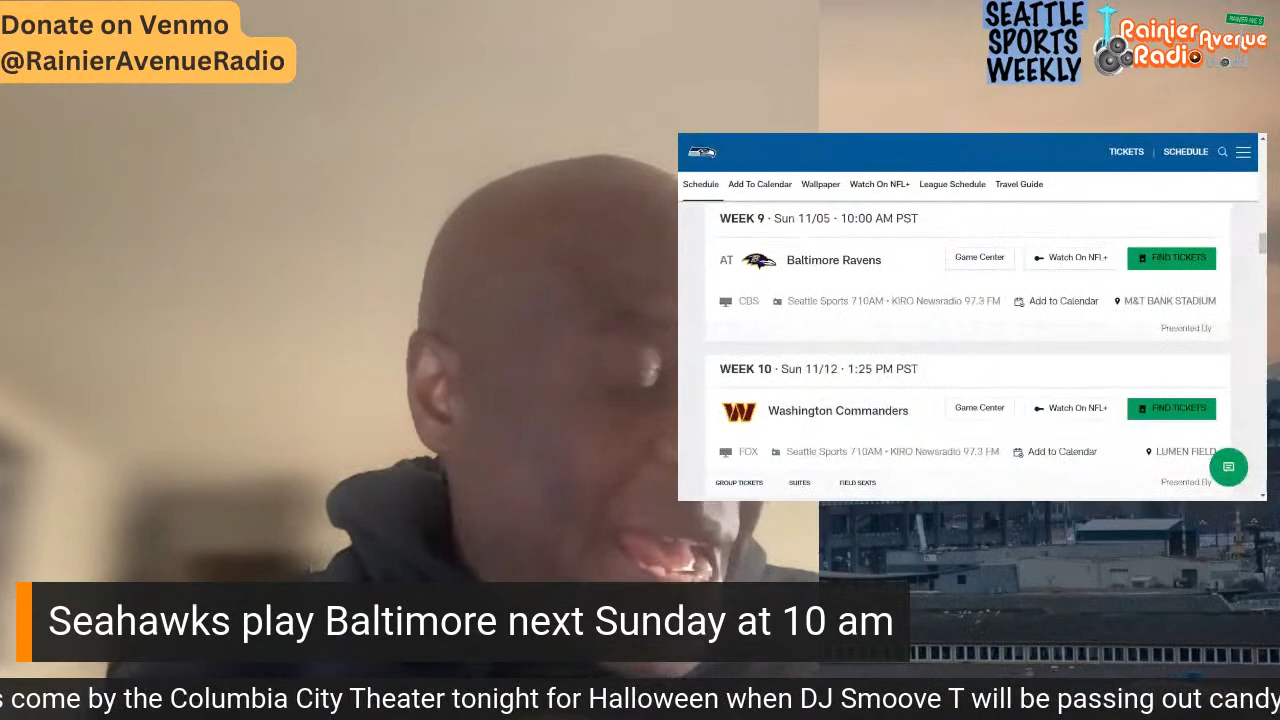 Donate on Venmo
@RainierAvenueRadio
SEATTLE
SPORTS
WEEKLY
RAINIER AVE S
Rainier Avenue
Radio World
TICKETS | SCHEDULE
Schedule Add To Calendar Wallpaper Watch On NFL+ League Schedule Travel Guide
WEEK 9 · Sun 11/05 · 10:00 AM PST
AT Baltimore Ravens Game Center Watch On NFL+ FIND TICKETS
CBS Seattle Sports 710AM · KIRO Newsradio 97.3 FM Add to Calendar M&T BANK STADIUM
Presented By
WEEK 10 · Sun 11/12 · 1:25 PM PST
W Washington Commanders Game Center Watch On NFL+ FIND TICKETS
FOX Seattle Sports 710AM · KIRO Newsradio 97.3 FM Add to Calendar LUMEN FIELD
GROUP TICKETS SUITES FIELD SEATS Presented By
Seahawks play Baltimore next Sunday at 10 am
s come by the Columbia City Theater tonight for Halloween when DJ Smoove T will be passing out candy